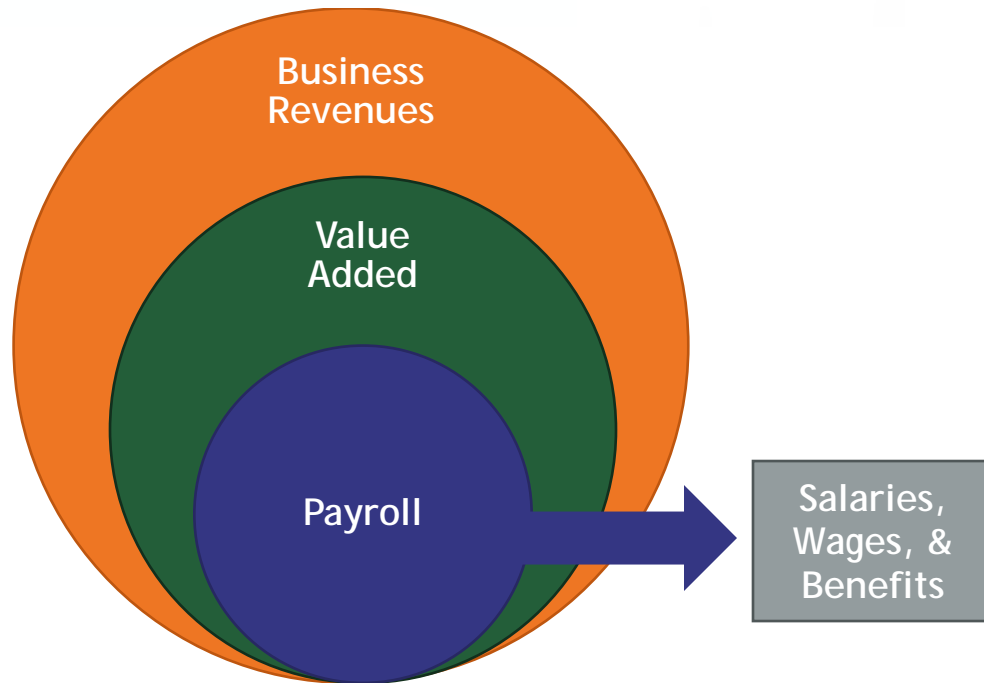 Business
Revenues
Value
Added
Payroll
Salaries,
Wages, &
Benefits